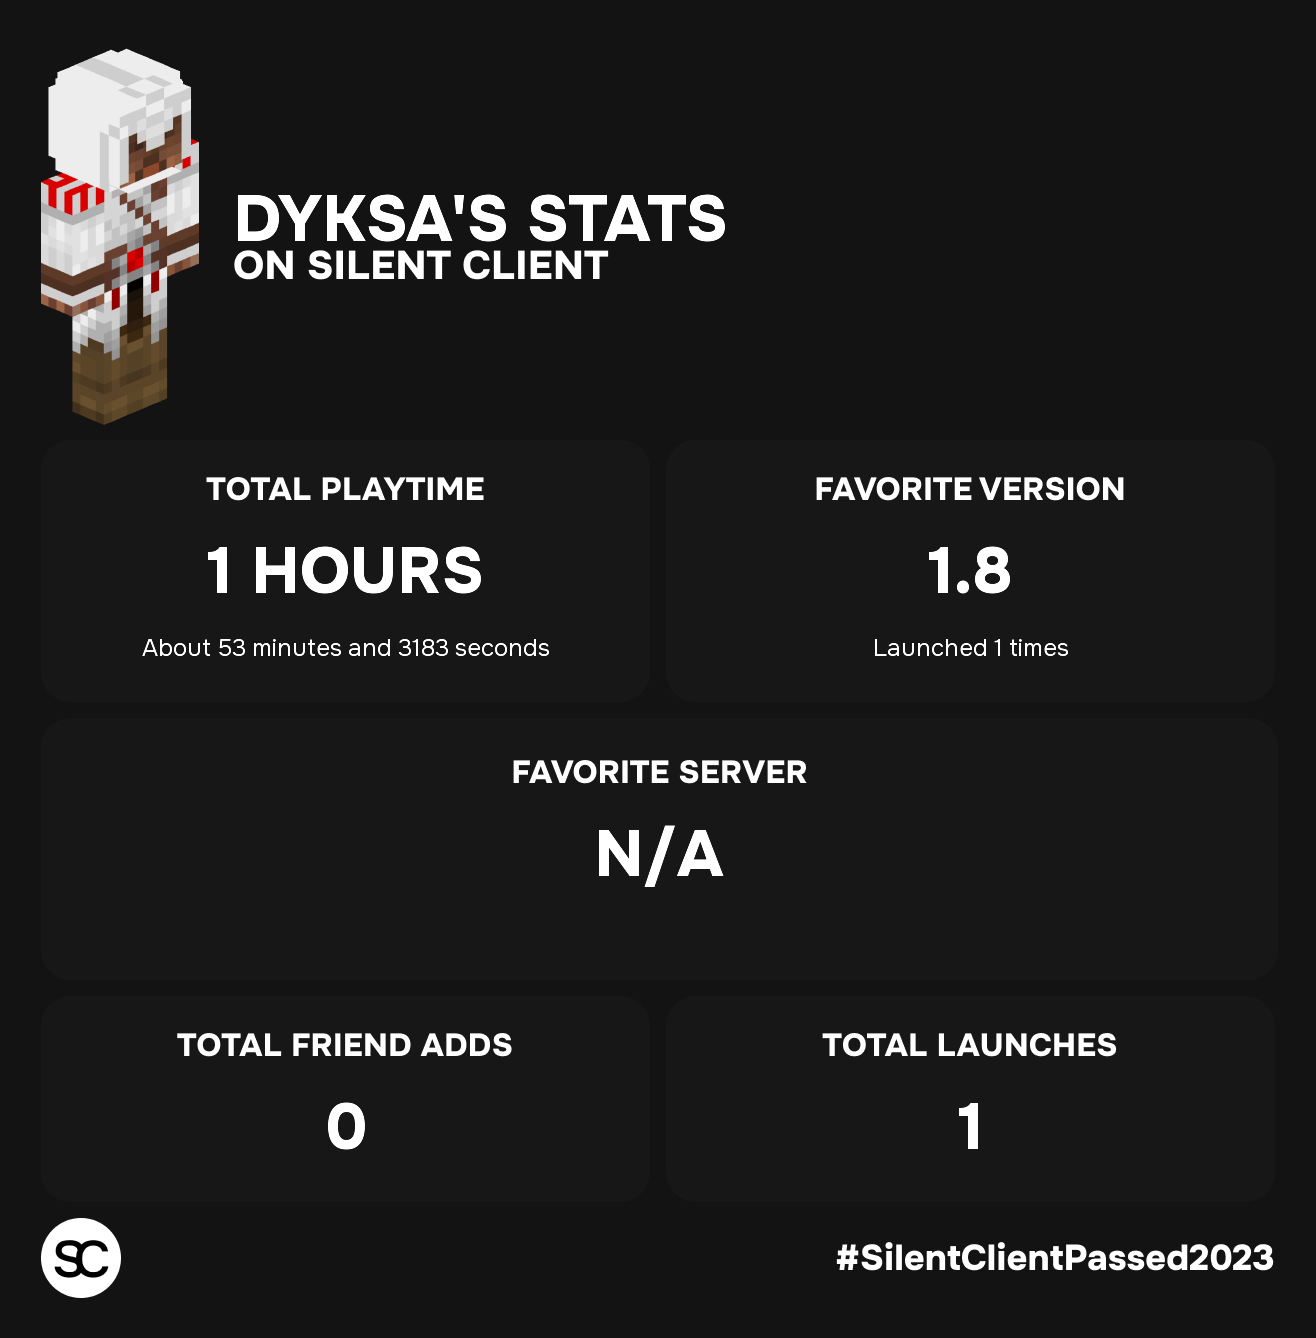 DYKSA'S STATS
ON SILENT CLIENT
TOTAL PLAYTIME
1 HOURS
About 53 minutes and 3183 seconds
FAVORITE VERSION
1.8
Launched 1 times
FAVORITE SERVER
N/A
TOTAL FRIEND ADDS
0
TOTAL LAUNCHES
1
SC
#SilentClientPassed2023